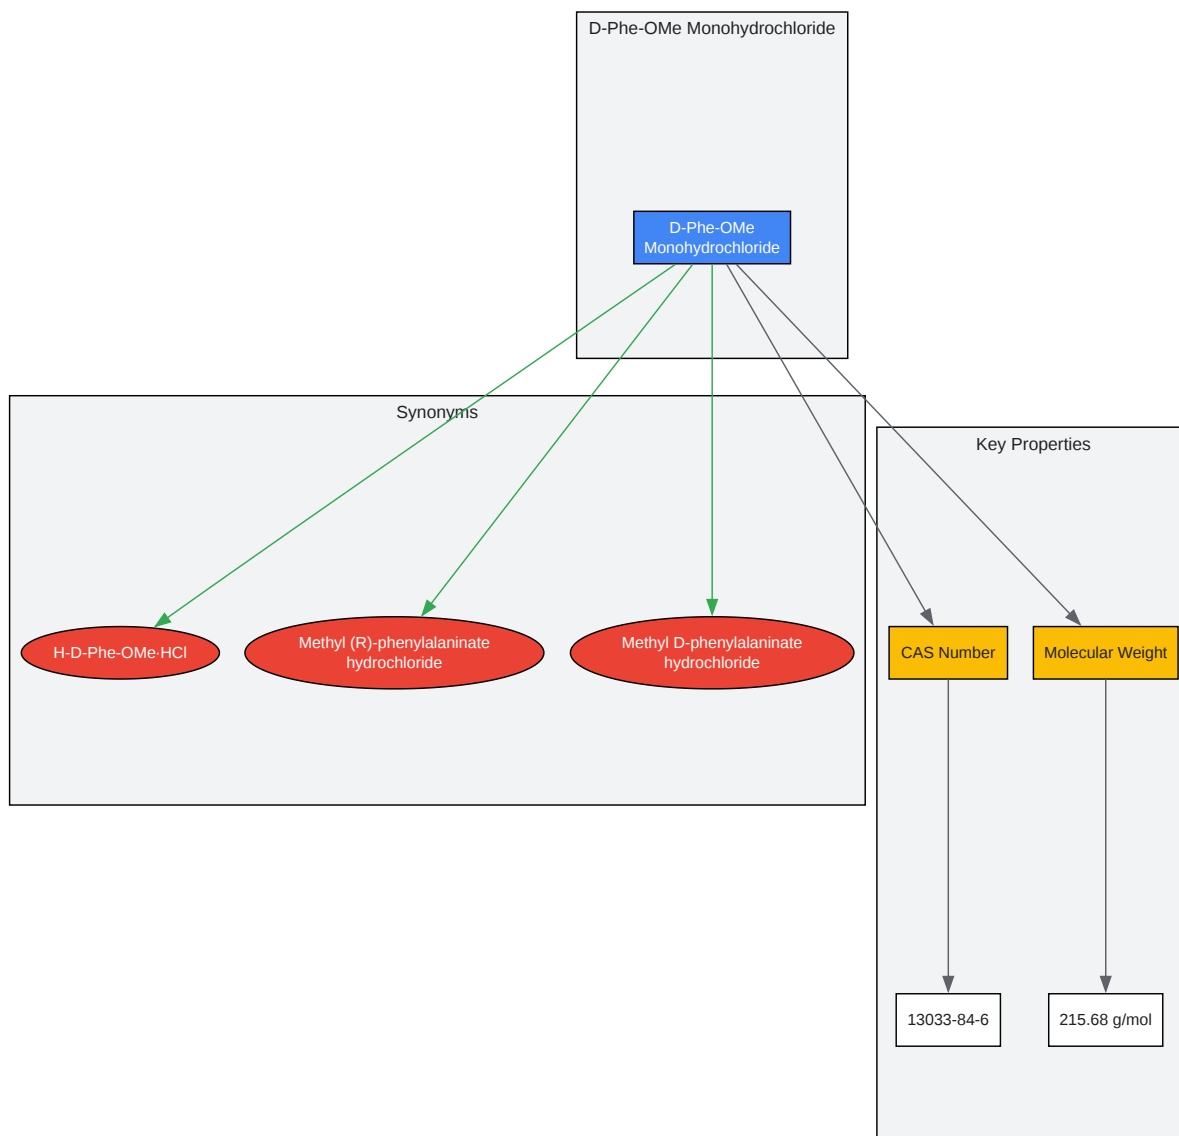 D-Phe-OMe Monohydrochloride
D-Phe-OMe
Monohydrochloride
Synonyms
Key Properties
H-D-Phe-OMe·HCl
Methyl (R)-phenylalaninate
hydrochloride
Methyl D-phenylalaninate
hydrochloride
CAS Number
Molecular Weight
13033-84-6
215.68 g/mol